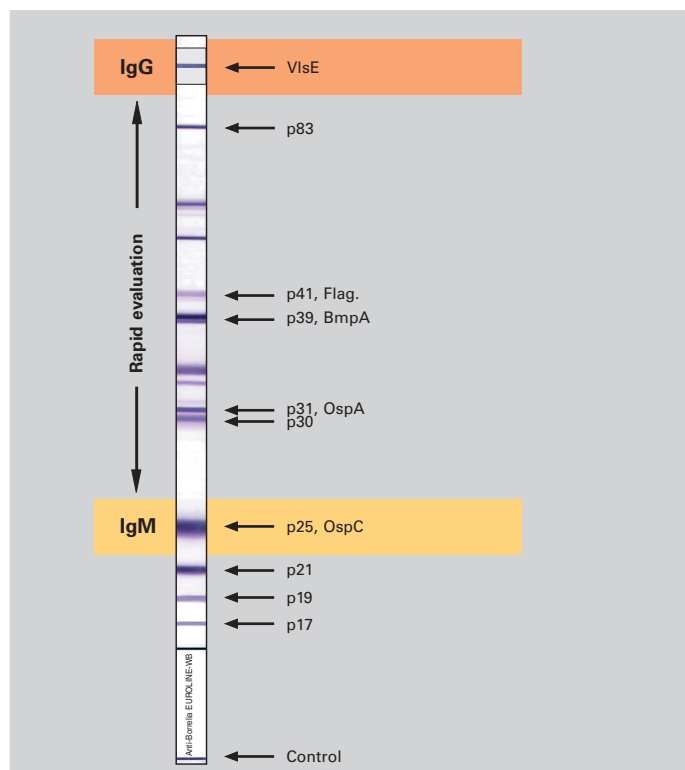 IgG
VlsE
p83
Rapid evaluation
p41, Flag.
p39, BmpA
p31, OspA
p30
IgM
p25, OspC
p21
p19
p17
Anti-Borrelia EUROLINE-WB
Control